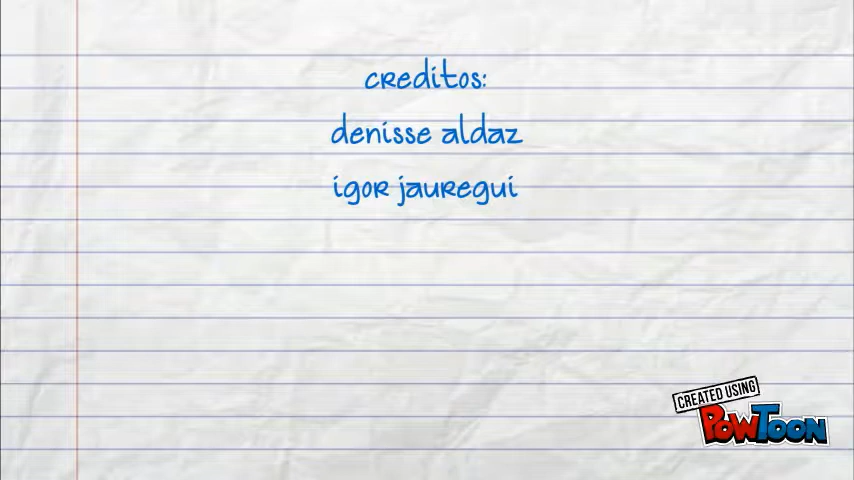 creditos:
denisse aldaz
igor jauregui
CREATED USING
POWTOON